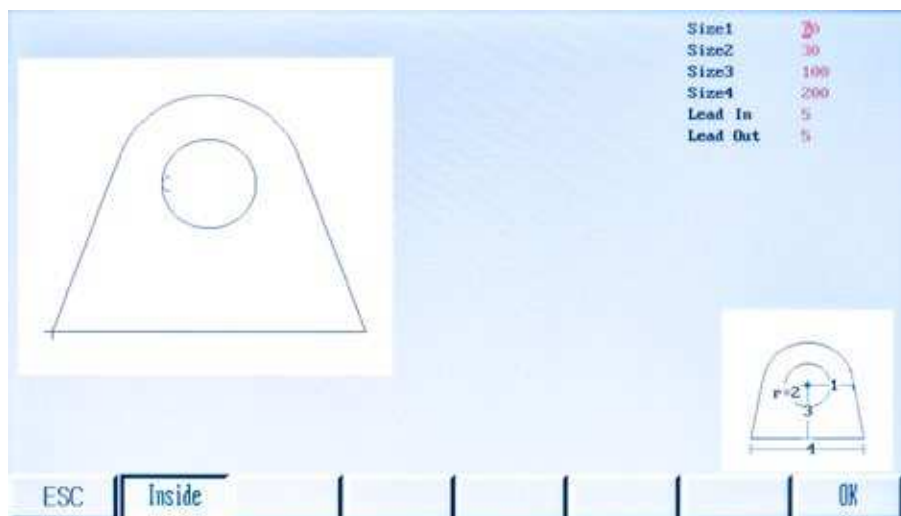 Size1
Size2 30
Size3 100
Size4 200
Lead In 5
Lead Out 5
r=2
1
3
4
ESC Inside OK